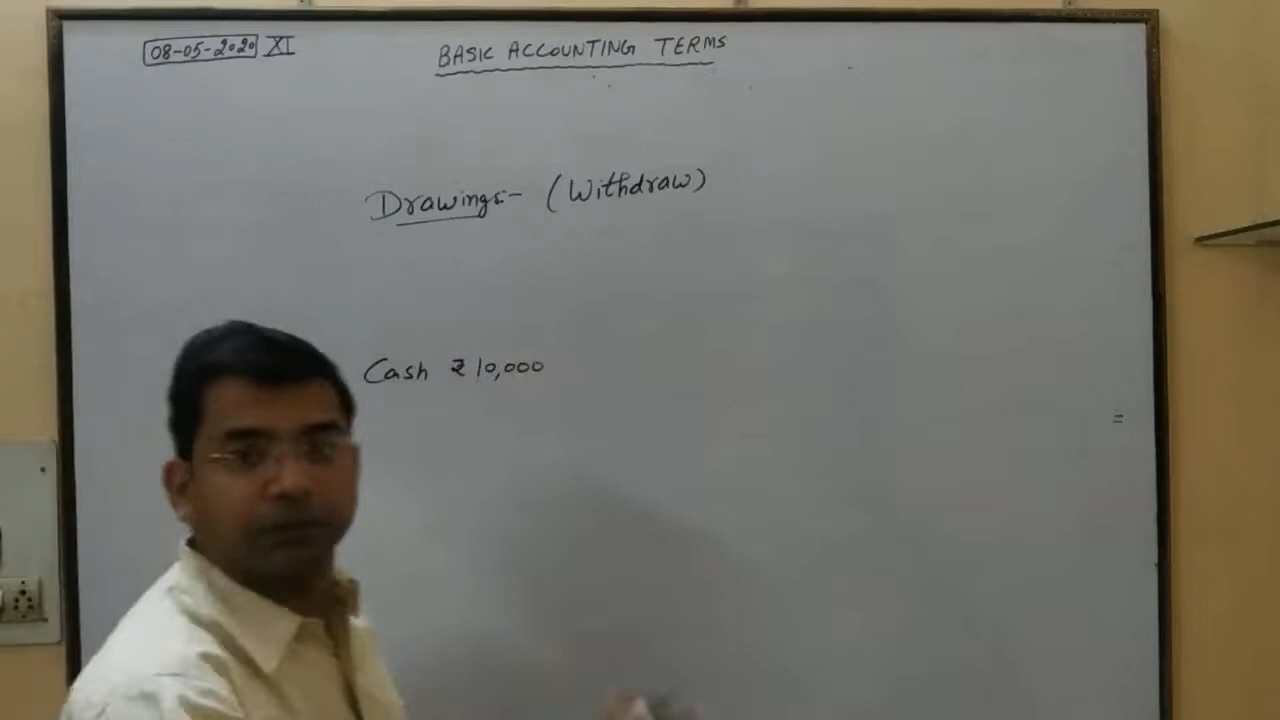 08-05-2020 XI
BASIC ACCOUNTING TERMS
Drawings:- (Withdraw)
Cash ₹ 10,000
=